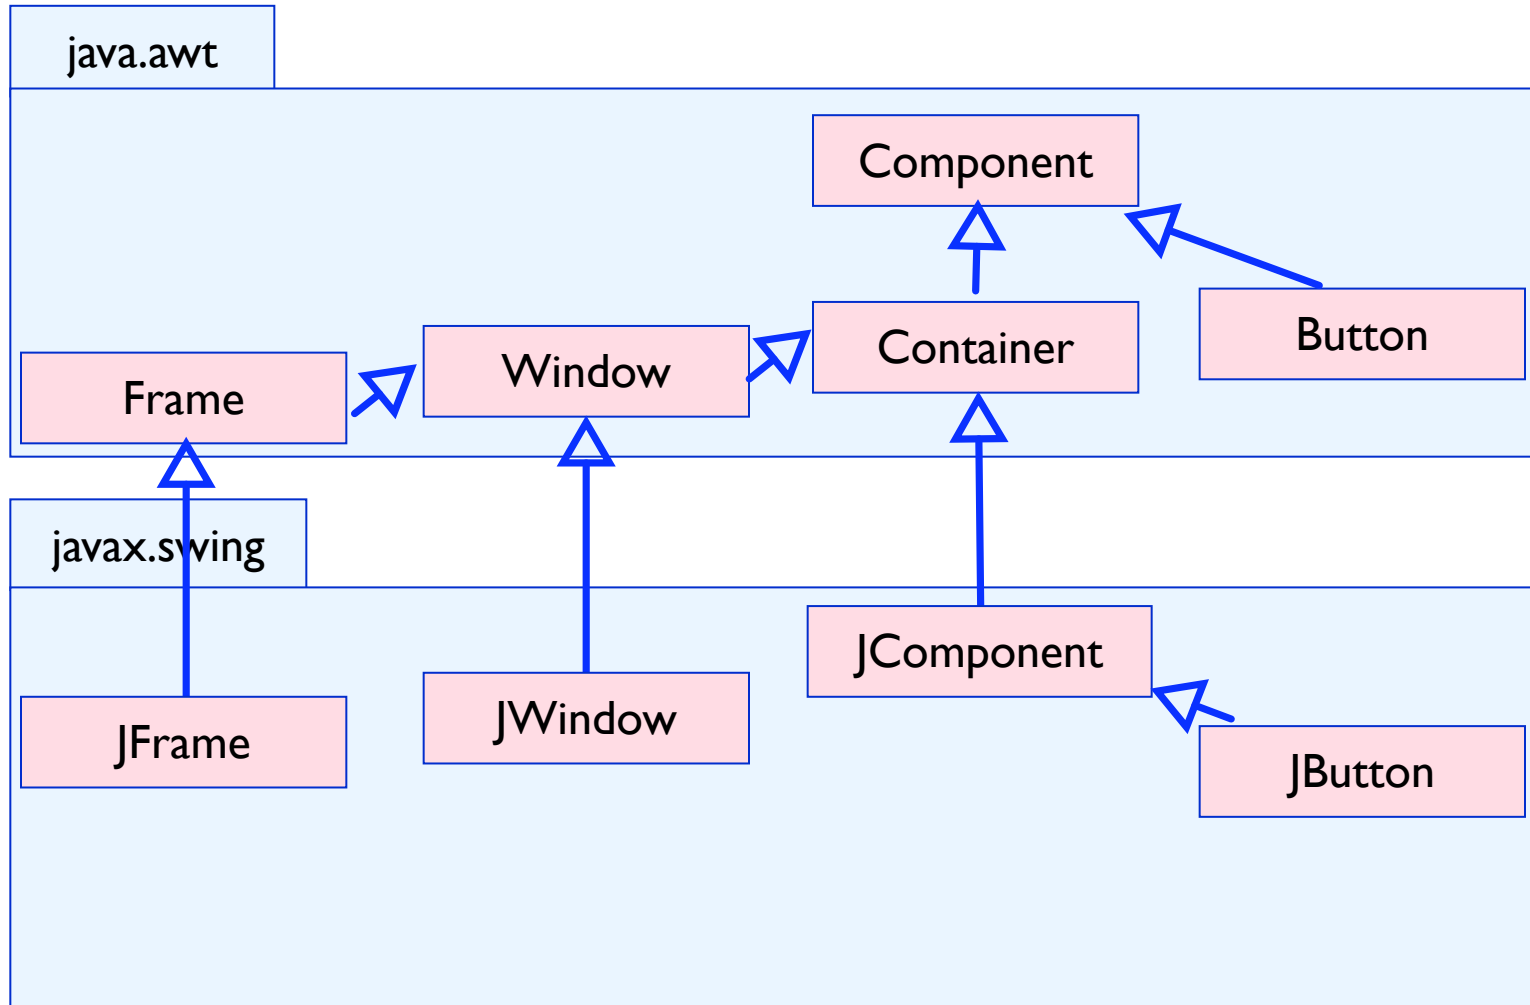 java.awt
Component
Button
Container
Window
Frame
javax.swing
JComponent
JWindow
JFrame
JButton